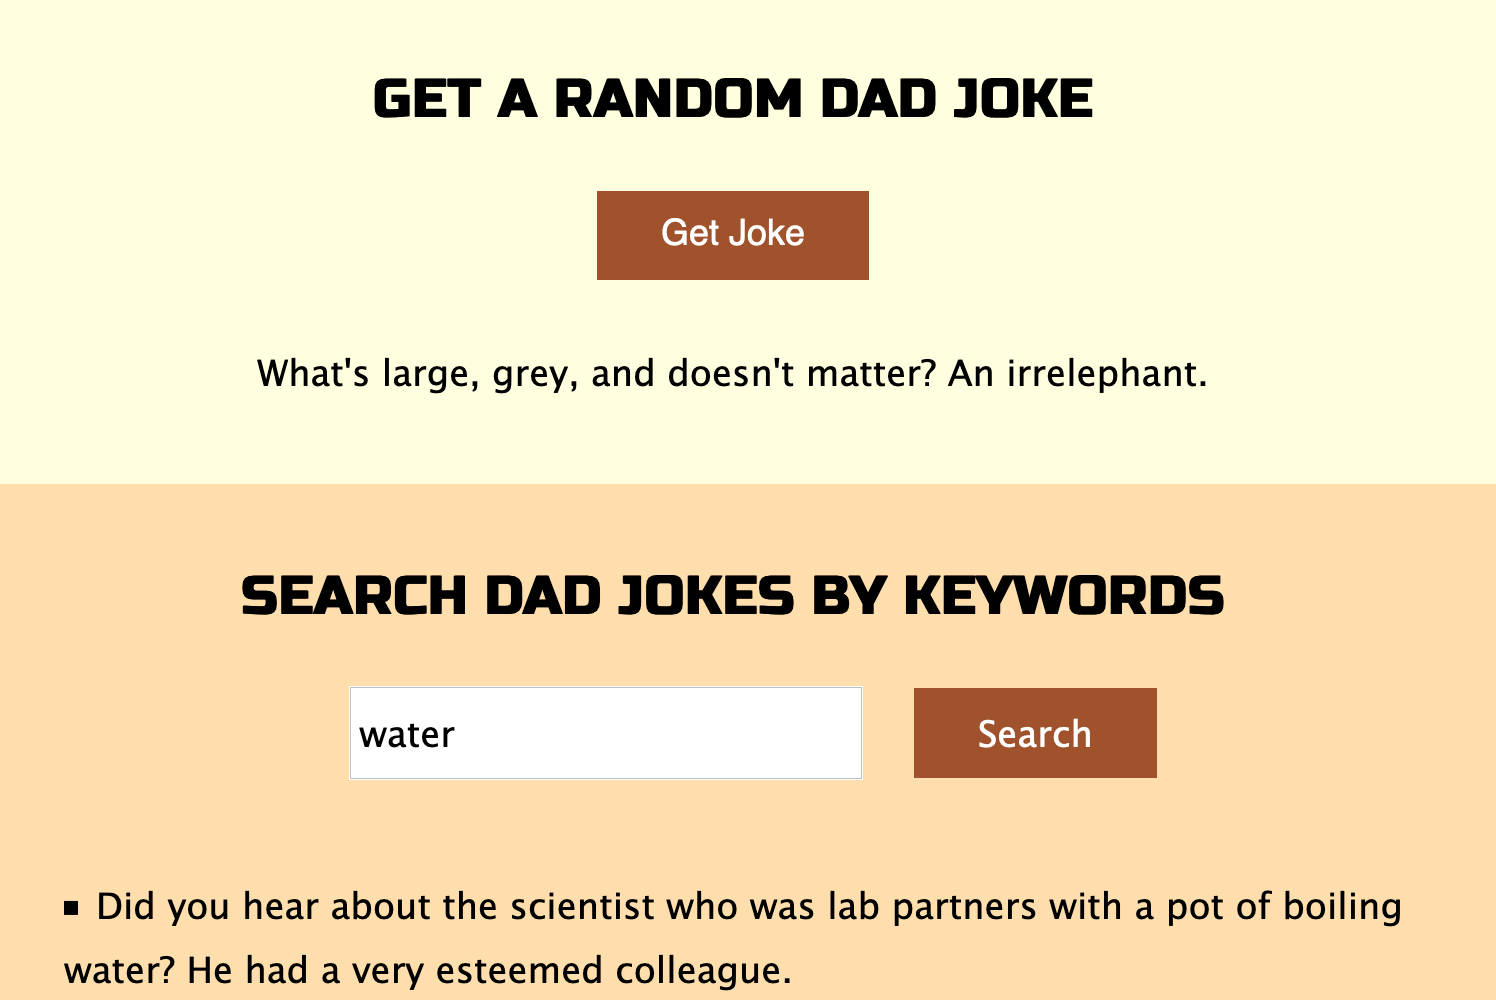 GET A RANDOM DAD JOKE
Get Joke
What's large, grey, and doesn't matter? An irrelephant.
SEARCH DAD JOKES BY KEYWORDS
water
Search
▪ Did you hear about the scientist who was lab partners with a pot of boiling
water? He had a very esteemed colleague.